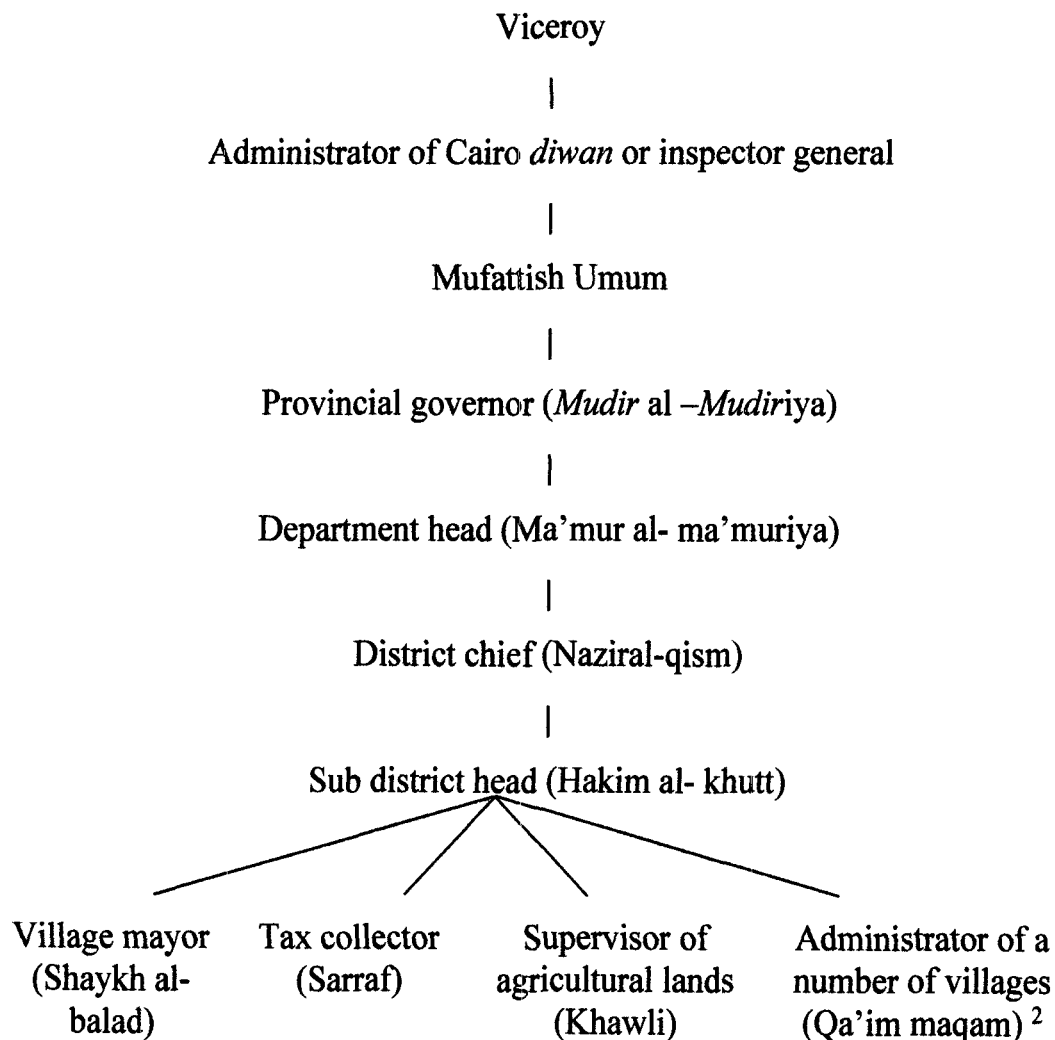 Viceroy
Administrator of Cairo diwan or inspector general
Mufattish Umum
Provincial governor (Mudir al –Mudiriya)
Department head (Ma’mur al- ma’muriya)
District chief (Naziral-qism)
Sub district head (Hakim al- khutt)
Village mayor
(Shaykh al-
balad)
Tax collector
(Sarraf)
Supervisor of
agricultural lands
(Khawli)
Administrator of a
number of villages
(Qa’im maqam) 2